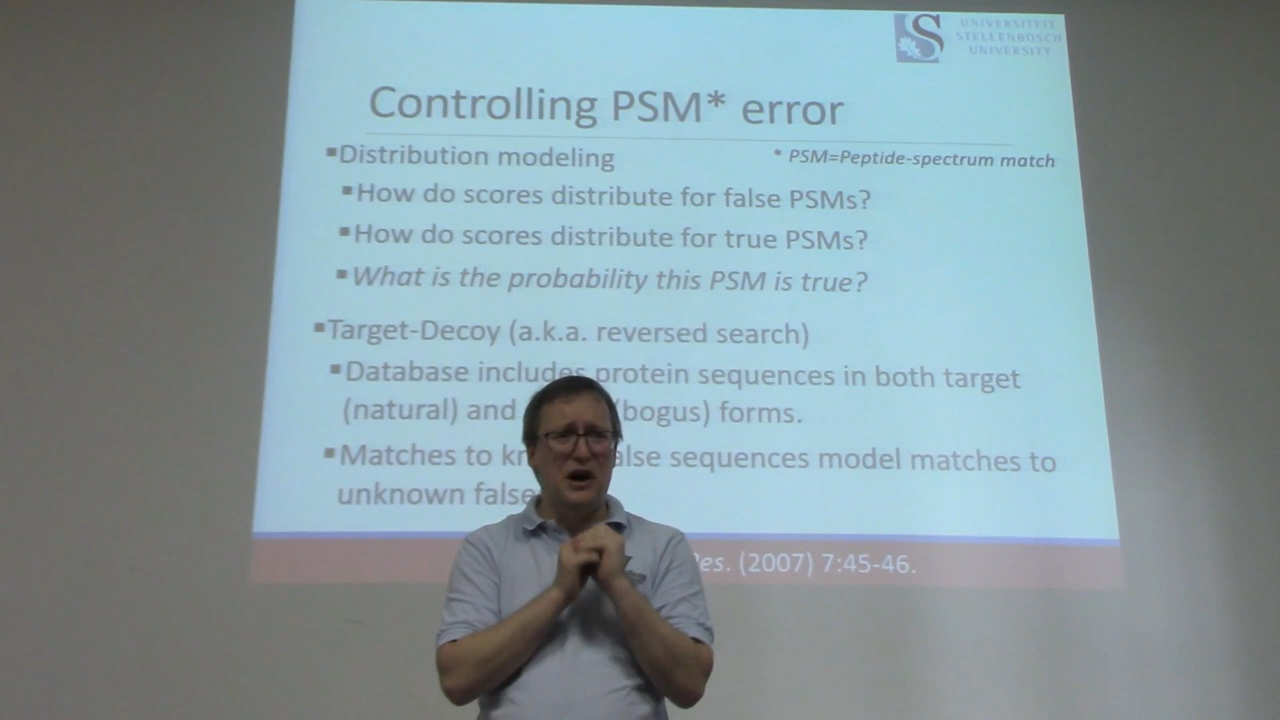 UNIVERSITEIT
STELLENBOSCH
UNIVERSITY
Controlling PSM* error
▪Distribution modeling
* PSM=Peptide-spectrum match
▪How do scores distribute for false PSMs?
▪How do scores distribute for true PSMs?
▪What is the probability this PSM is true?
▪Target-Decoy (a.k.a. reversed search)
▪Database includes protein sequences in both target
(natural) and (bogus) forms.
▪Matches to sequences model matches to
unknown false
(2007) 7:45-46.